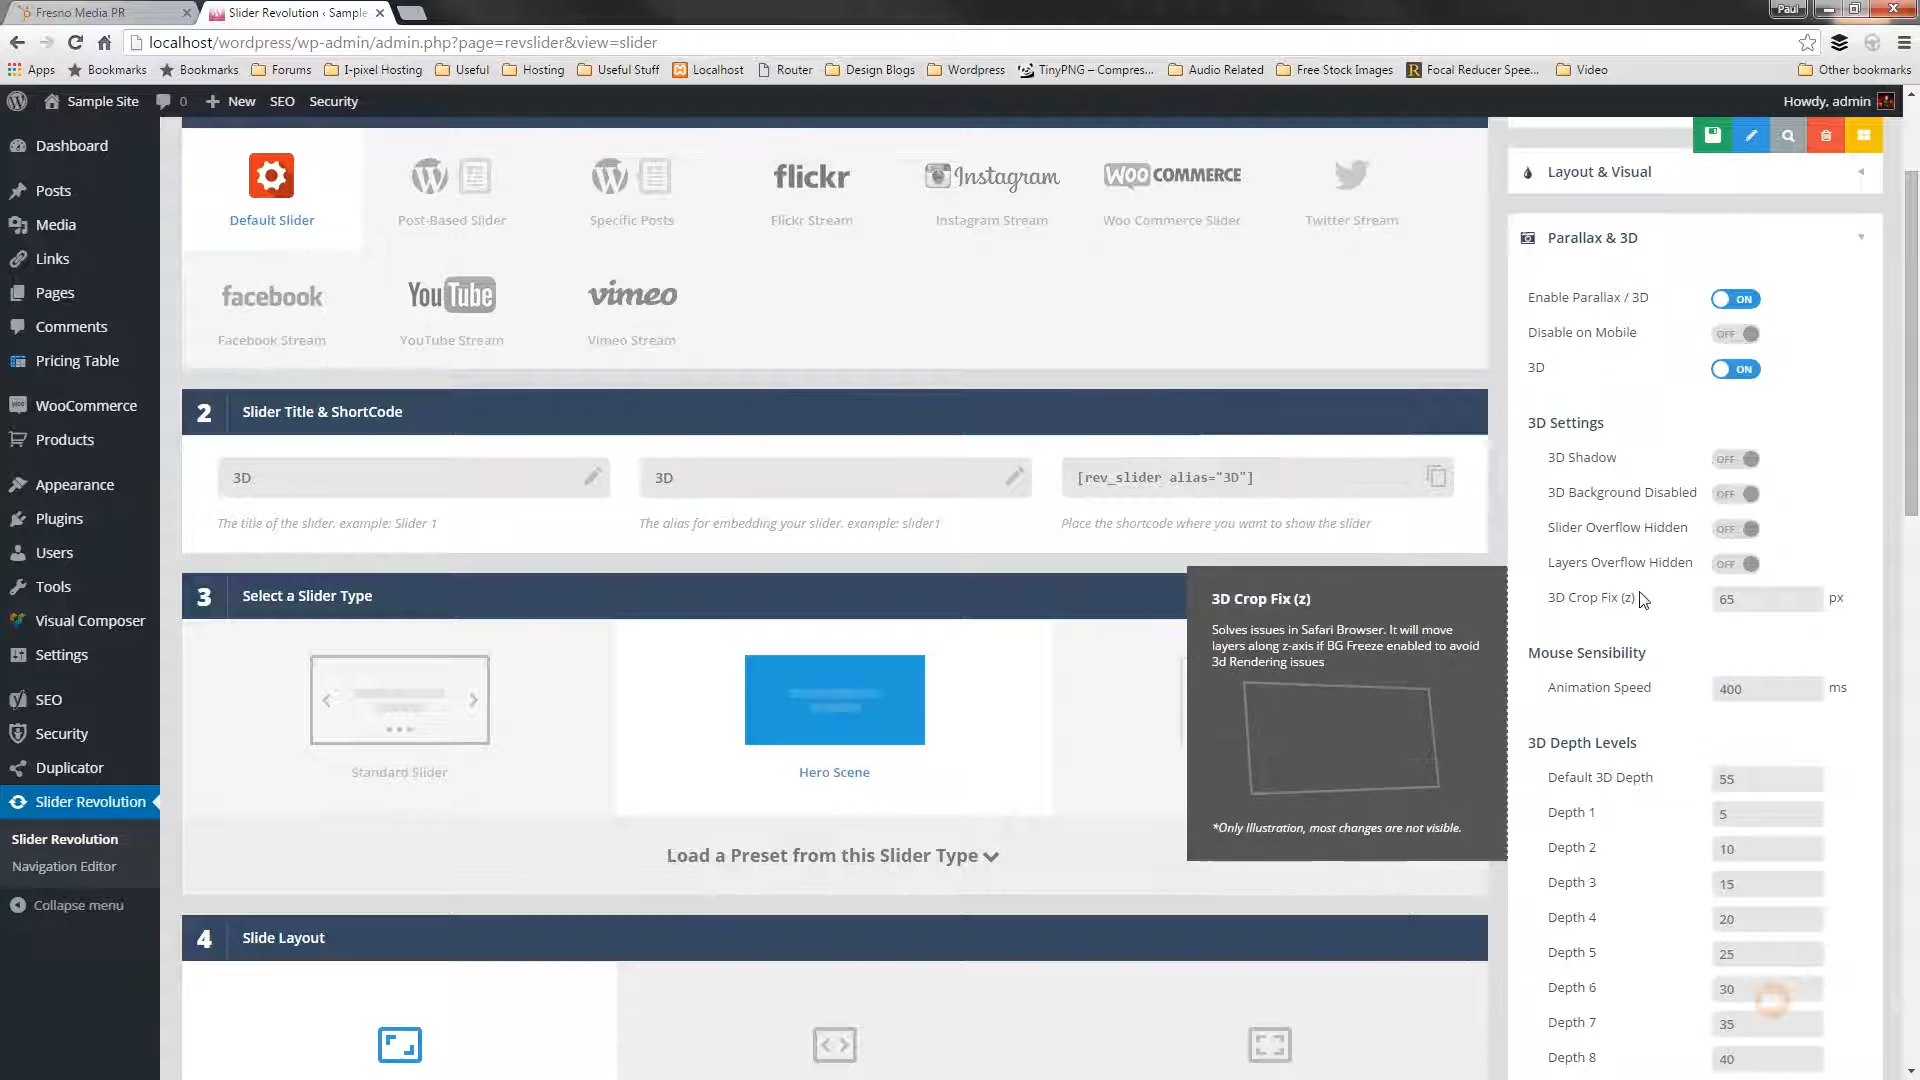 Fresno Media PR
Slider Revolution ‹ Sample
Paul
localhost/wordpress/wp-admin/admin.php?page=revslider&view=slider
Apps
Bookmarks
Bookmarks
Forums
I-pixel Hosting
Useful
Hosting
Useful Stuff
Localhost
Router
Design Blogs
Wordpress
TinyPNG – Compres...
Audio Related
Free Stock Images
Focal Reducer Spee...
Video
Other bookmarks
Sample Site
0
New
SEO
Security
Howdy, admin
Dashboard
Posts
Media
Links
Pages
Comments
Pricing Table
WooCommerce
Products
Appearance
Plugins
Users
Tools
Visual Composer
Settings
SEO
Security
Duplicator
Slider Revolution
Slider Revolution
Navigation Editor
Collapse menu
Default Slider
Post-Based Slider
Specific Posts
flickr
Flickr Stream
Instagram
Instagram Stream
WOO COMMERCE
Woo Commerce Slider
Twitter Stream
facebook
Facebook Stream
YouTube
YouTube Stream
vimeo
Vimeo Stream
2
Slider Title & ShortCode
3D
3D
[rev_slider alias="3D"]
The title of the slider. example: Slider 1
The alias for embedding your slider. example: slider1
Place the shortcode where you want to show the slider
3
Select a Slider Type
Standard Slider
Hero Scene
Load a Preset from this Slider Type
4
Slide Layout
3D Crop Fix (z)
Solves issues in Safari Browser. It will move
layers along z-axis if BG Freeze enabled to avoid
3d Rendering issues
*Only Illustration, most changes are not visible.
Layout & Visual
Parallax & 3D
Enable Parallax / 3D
ON
Disable on Mobile
OFF
3D
ON
3D Settings
3D Shadow
OFF
3D Background Disabled
OFF
Slider Overflow Hidden
OFF
Layers Overflow Hidden
OFF
3D Crop Fix (z)
65
px
Mouse Sensibility
Animation Speed
400
ms
3D Depth Levels
Default 3D Depth
55
Depth 1
5
Depth 2
10
Depth 3
15
Depth 4
20
Depth 5
25
Depth 6
30
Depth 7
35
Depth 8
40